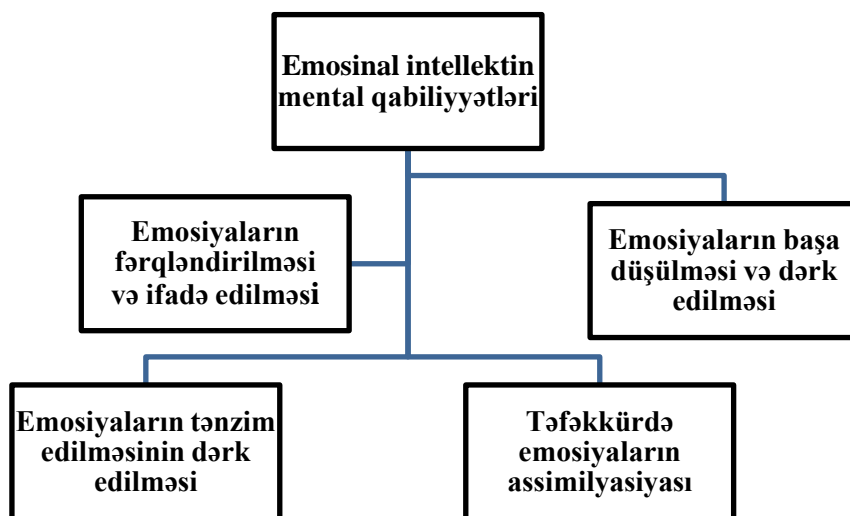 Emosinal intellektin
mental qabiliyyətləri
Emosiyaların
fərqləndirilməsi
və ifadə edilməsi
Emosiyaların başa
düşülməsi və dərk
edilməsi
Emosiyaların tənzim
edilməsinin dərk
edilməsi
Təfəkkürdə
emosiyaların
assimilyasiyası